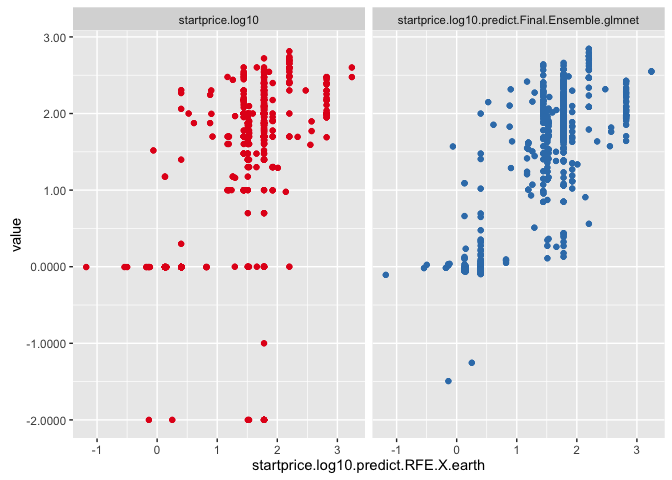 startprice.log10 startprice.log10.predict.Final.Ensemble.glmnet
3.00
2.00
1.00
0.0000
-1.0000
-2.0000
value
-1 0 1 2 3 -1 0 1 2 3
startprice.log10.predict.RFE.X.earth